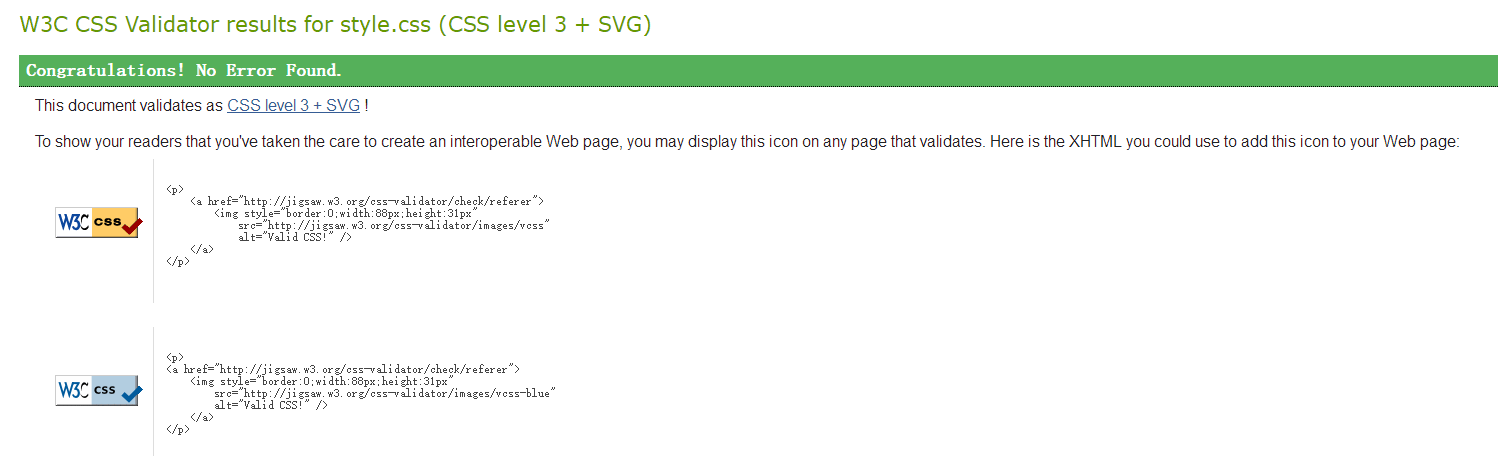 W3C CSS Validator results for style.css (CSS level 3 + SVG)
Congratulations! No Error Found.
This document validates as CSS level 3 + SVG !
To show your readers that you've taken the care to create an interoperable Web page, you may display this icon on any page that validates. Here is the XHTML you could use to add this icon to your Web page:
W3C css
<p>
<a href="http://jigsaw.w3.org/css-validator/check/referer">
<img style="border:0;width:88px;height:31px"
src="http://jigsaw.w3.org/css-validator/images/vcss"
alt="Valid CSS!" />
</a>
</p>
W3C css
<p>
<a href="http://jigsaw.w3.org/css-validator/check/referer">
<img style="border:0;width:88px;height:31px"
src="http://jigsaw.w3.org/css-validator/images/vcss-blue"
alt="Valid CSS!" />
</a>
</p>